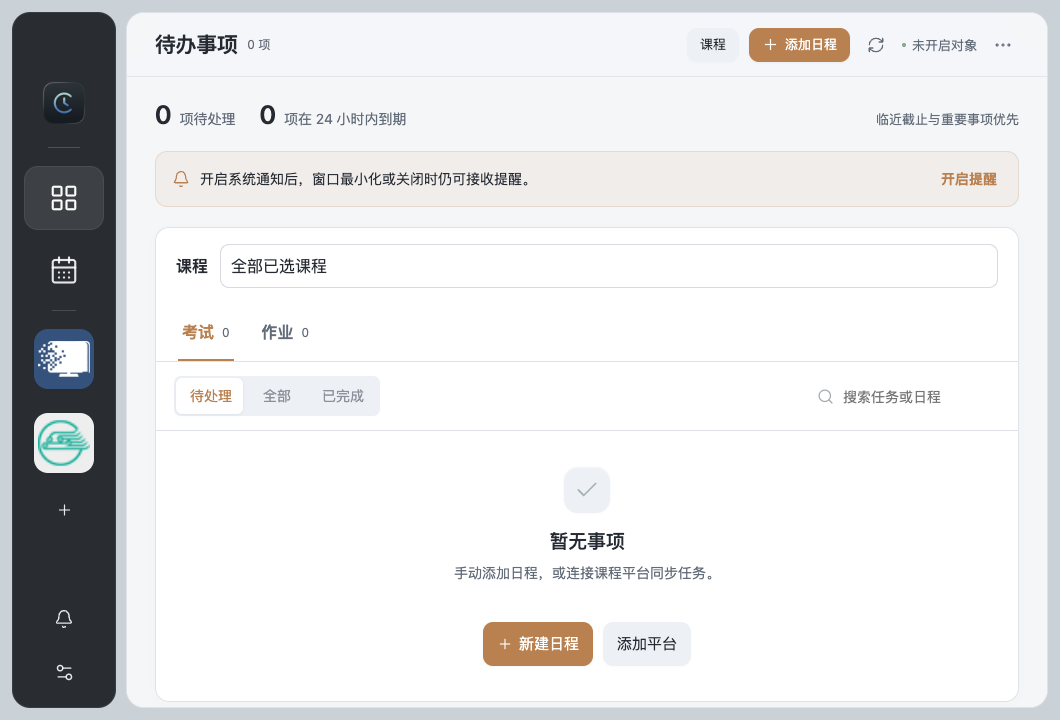 待办事项 0 项
课程
添加日程
未开启对象
0 项待处理 0 项在 24 小时内到期
临近截止与重要事项优先
开启系统通知后，窗口最小化或关闭时仍可接收提醒。
开启提醒
课程 全部已选课程
考试 0 作业 0
待处理 全部 已完成
搜索任务或日程
暂无事项
手动添加日程，或连接课程平台同步任务。
新建日程 添加平台